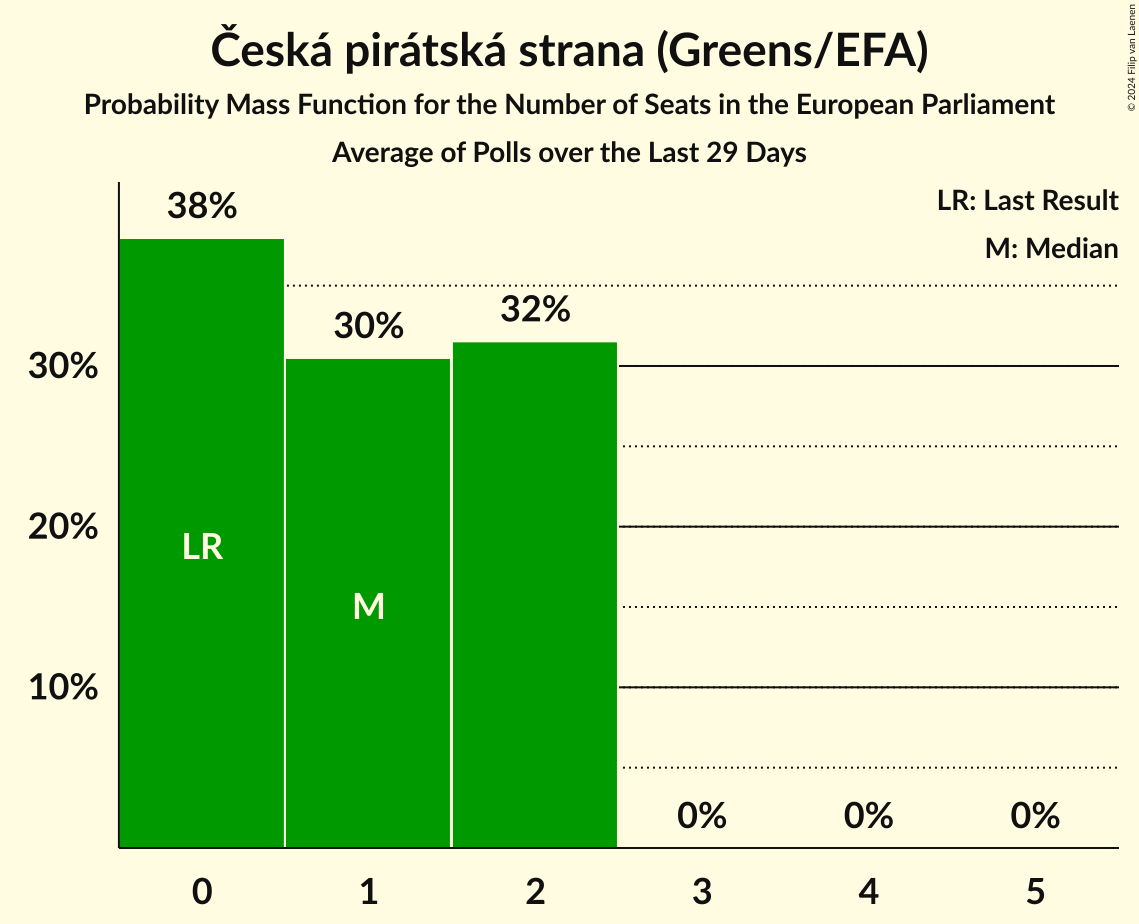 Česká pirátská strana (Greens/EFA)
Probability Mass Function for the Number of Seats in the European Parliament
Average of Polls over the Last 29 Days
© 2024 Filip van Laenen
LR: Last Result
M: Median
38%
30%
32%
0%
0%
0%
30%
20%
10%
LR
M
0
1
2
3
4
5